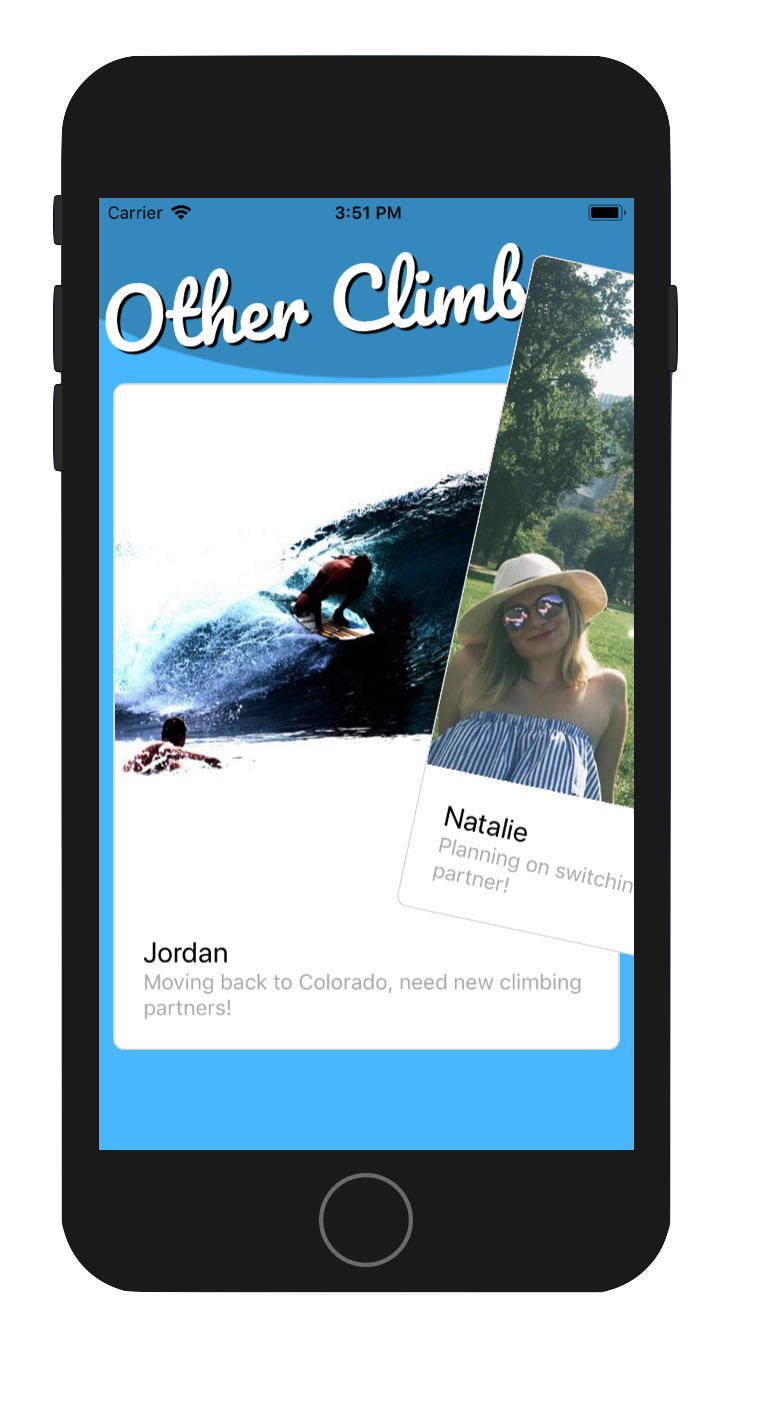 Carrier 3:51 PM
Other Climb
Natalie
Planning on switchin
partner!
Jordan
Moving back to Colorado, need new climbing
partners!